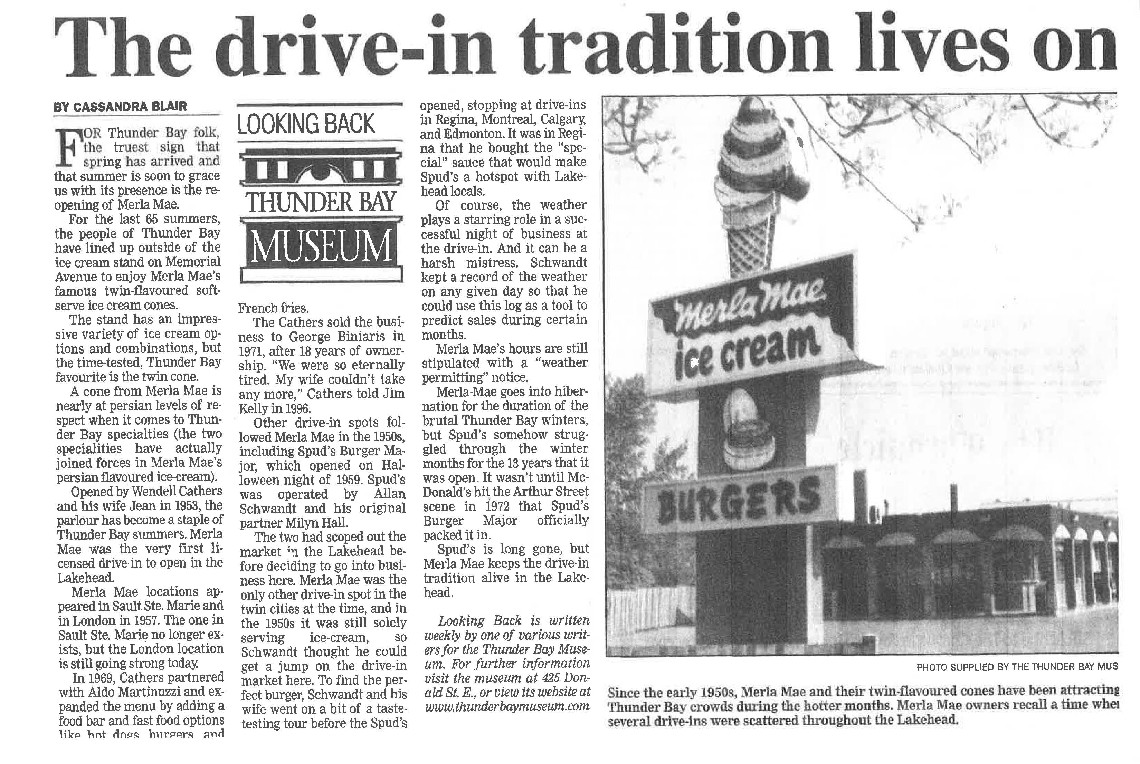 The drive-in tradition lives on
BY CASSANDRA BLAIR
FOR Thunder Bay folk,
the truest sign that
spring has arrived and
that summer is soon to grace
us with its presence is the re-
opening of Merla Mae.
For the last 65 summers,
the people of Thunder Bay
have lined up outside of the
ice cream stand on Memorial
Avenue to enjoy Merla Mae's
famous twin-flavoured soft-
serve ice cream cones.
The stand has an impres-
sive variety of ice cream op-
tions and combinations, but
the time-tested, Thunder Bay
favourite is the twin cone.
A cone from Merla Mae is
nearly at persian levels of re-
spect when it comes to Thun-
der Bay specialties (the two
specialities have actually
joined forces in Merla Mae's
persian flavoured ice-cream).
Opened by Wendell Cathers
and his wife Jean in 1953, the
parlour has become a staple of
Thunder Bay summers. Merla
Mae was the very first li-
censed drive-in to open in the
Lakehead.
Merla Mae locations ap-
peared in Sault Ste. Marie and
in London in 1957. The one in
Sault Ste. Marie no longer ex-
ists, but the London location
is still going strong today.
In 1969, Cathers partnered
with Aldo Martinuzzi and ex-
panded the menu by adding a
food bar and fast food options
like hot dogs, burgers, and
LOOKING BACK
THUNDER BAY
MUSEUM
French fries.
The Cathers sold the busi-
ness to George Biniaris in
1971, after 18 years of owner-
ship. "We were so eternally
tired. My wife couldn't take
any more," Cathers told Jim
Kelly in 1996.
Other drive-in spots fol-
lowed Merla Mae in the 1950s,
including Spud's Burger Ma-
jor, which opened on Hal-
loween night of 1959. Spud's
was operated by Allan
Schwandt and his original
partner Milyn Hall.
The two had scoped out the
market in the Lakehead be-
fore deciding to go into busi-
ness here. Merla Mae was the
only other drive-in spot in the
twin cities at the time, and in
the 1950s it was still solely
serving ice-cream, so
Schwandt thought he could
get a jump on the drive-in
market here. To find the per-
fect burger, Schwandt and his
wife went on a bit of a taste-
testing tour before the Spud's
opened, stopping at drive-ins
in Regina, Montreal, Calgary,
and Edmonton. It was in Regi-
na that he bought the "spe-
cial" sauce that would make
Spud's a hotspot with Lake-
head locals.
Of course, the weather
plays a starring role in a suc-
cessful night of business at
the drive-in. And it can be a
harsh mistress. Schwandt
kept a record of the weather
on any given day so that he
could use this log as a tool to
predict sales during certain
months.
Merla Mae's hours are still
stipulated with a "weather
permitting" notice.
Merla-Mae goes into hiber-
nation for the duration of the
brutal Thunder Bay winters,
but Spud's somehow strug-
gled through the winter
months for the 13 years that it
was open. It wasn't until Mc-
Donald's hit the Arthur Street
scene in 1972 that Spud's
Burger Major officially
packed it in.
Spud's is long gone, but
Merla Mae keeps the drive-in
tradition alive in the Lake-
head.
Looking Back is written
weekly by one of various writ-
ers for the Thunder Bay Muse-
um. For further information
visit the museum at 425 Don-
ald St. E., or view its website at
www.thunderbaymuseum.com
Merla Mae
ice cream
BURGERS
PHOTO SUPPLIED BY THE THUNDER BAY MUS
Since the early 1950s, Merla Mae and their twin-flavoured cones have been attracting
Thunder Bay crowds during the hotter months. Merla Mae owners recall a time when
several drive-ins were scattered throughout the Lakehead.